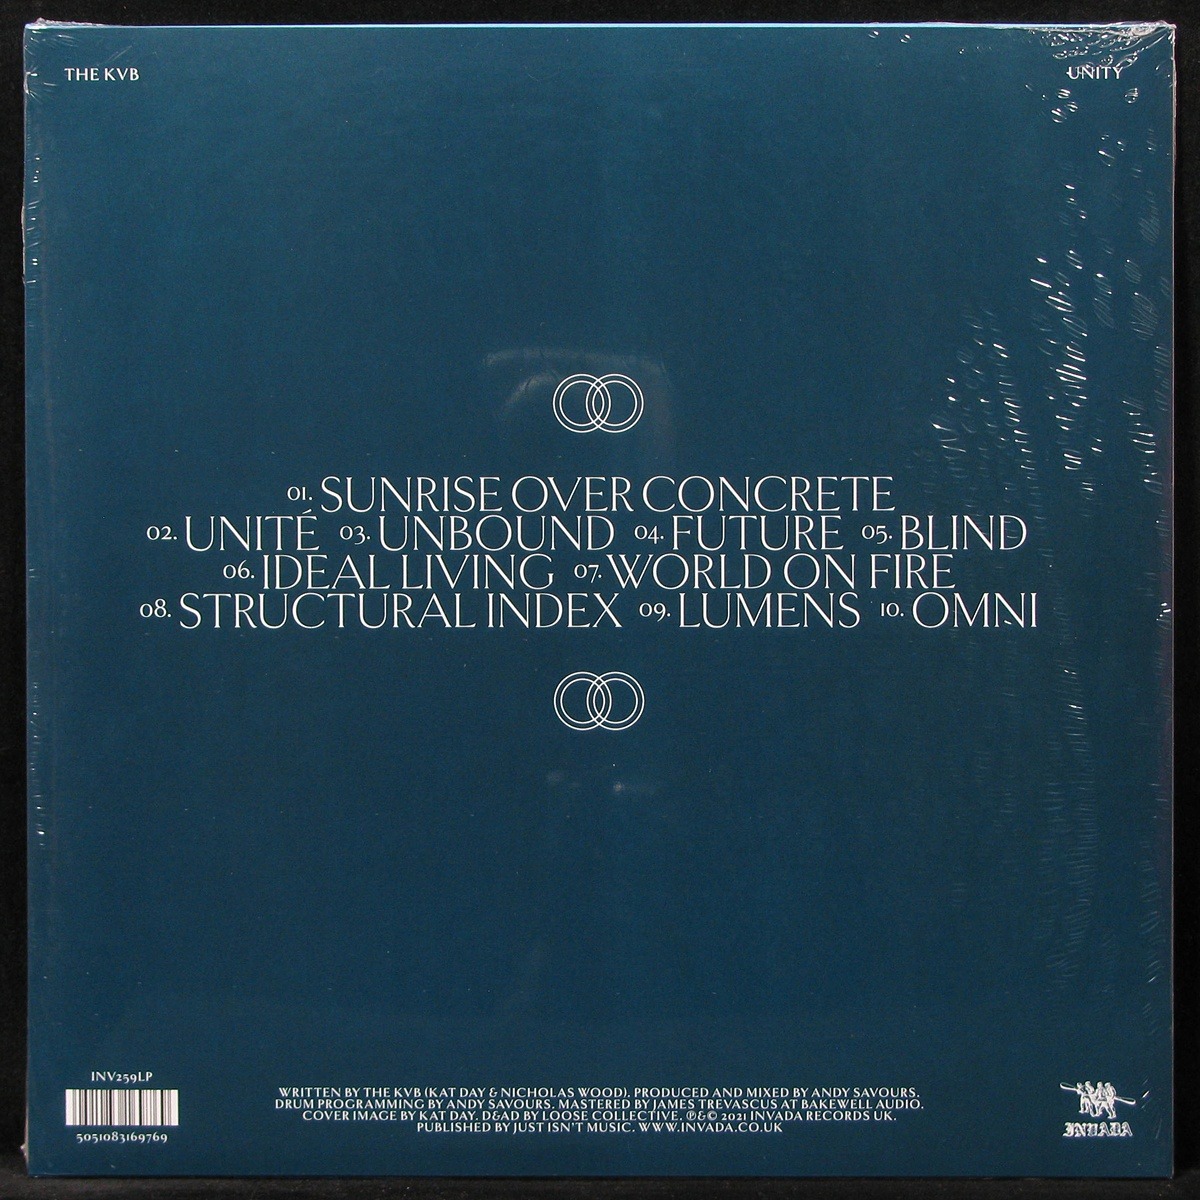 THE KVB
UNITY
01. SUNRISE OVER CONCRETE
02. UNITÉ 03. UNBOUND 04. FUTURE 05. BLIND
06. IDEAL LIVING 07. WORLD ON FIRE
08. STRUCTURAL INDEX 09. LUMENS 10. OMNI
INV259LP
5051083169769
WRITTEN BY THE KVB (KAT DAY & NICHOLAS WOOD). PRODUCED AND MIXED BY ANDY SAVOURS.
DRUM PROGRAMMING BY ANDY SAVOURS. MASTERED BY JAMES TREVASCUS AT BAKEWELL AUDIO.
COVER IMAGE BY KAT DAY. D&AD BY LOOSE COLLECTIVE. ℗&© 2021 INVADA RECORDS UK.
PUBLISHED BY JUST ISN'T MUSIC. WWW.INVADA.CO.UK
INVADA